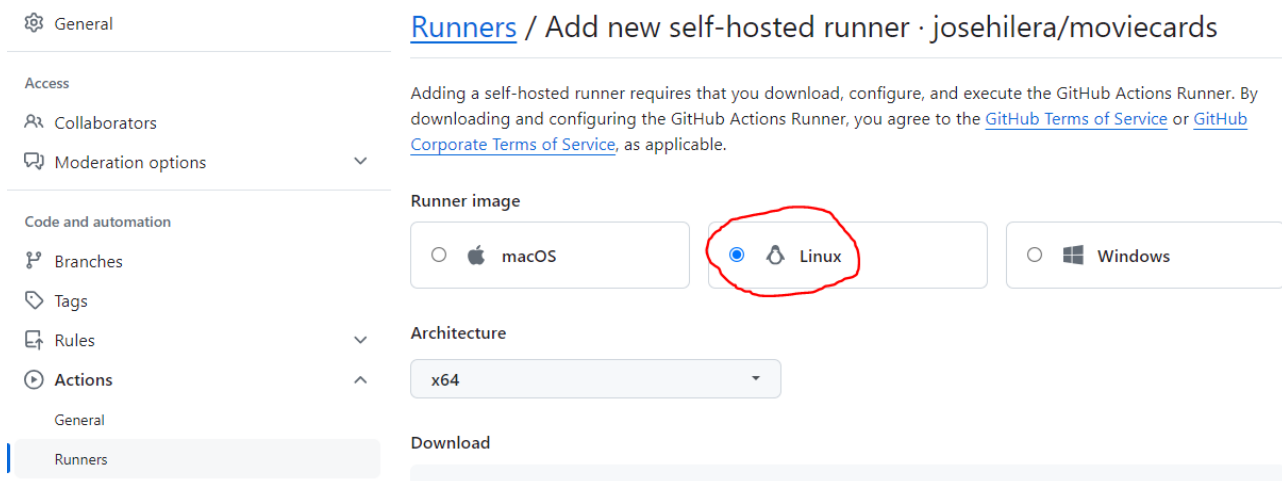 General
Access
Collaborators
Moderation options
Code and automation
Branches
Tags
Rules
Actions
General
Runners
Runners / Add new self-hosted runner · josehilera/moviecards
Adding a self-hosted runner requires that you download, configure, and execute the GitHub Actions Runner. By
downloading and configuring the GitHub Actions Runner, you agree to the GitHub Terms of Service or GitHub
Corporate Terms of Service, as applicable.
Runner image
macOS
Linux
Windows
Architecture
x64
Download